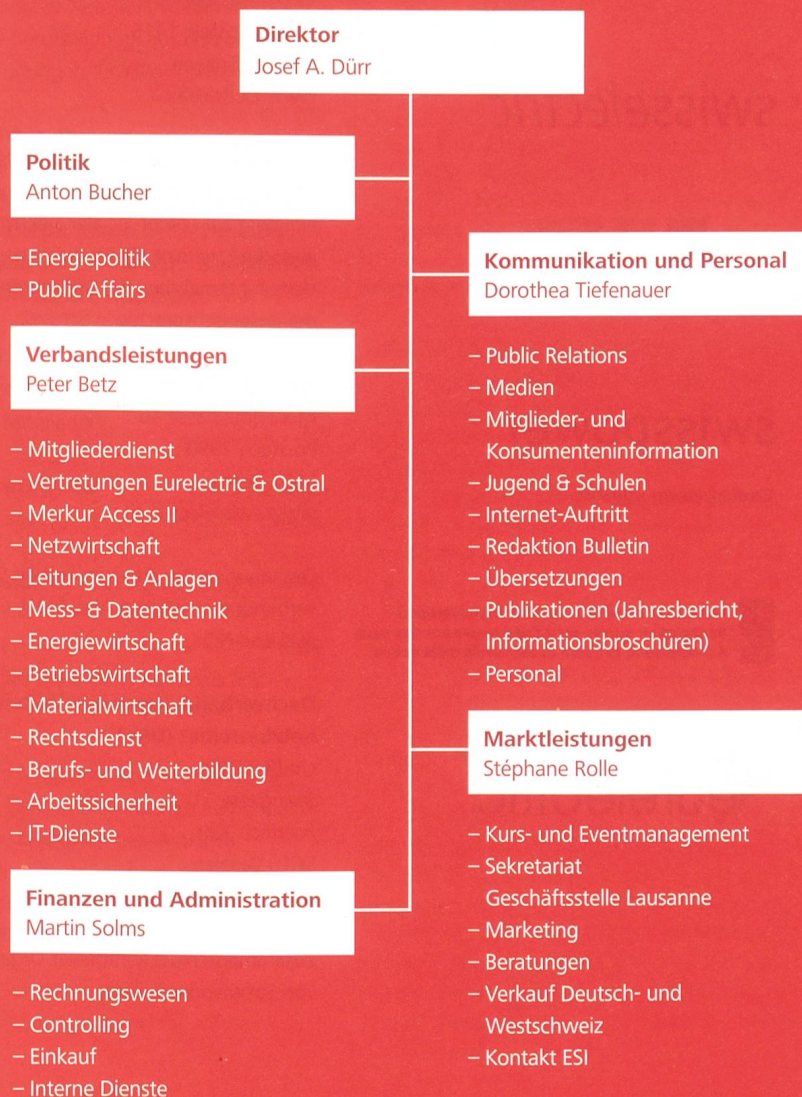 Direktor
Josef A. Dürr
Politik
Anton Bucher
– Energiepolitik
– Public Affairs
Verbandsleistungen
Peter Betz
– Mitgliederdienst
– Vertretungen Eurelectric & Ostral
– Merkur Access II
– Netzwirtschaft
– Leitungen & Anlagen
– Mess- & Datentechnik
– Energiewirtschaft
– Betriebswirtschaft
– Materialwirtschaft
– Rechtsdienst
– Berufs- und Weiterbildung
– Arbeitssicherheit
– IT-Dienste
Finanzen und Administration
Martin Solms
– Rechnungswesen
– Controlling
– Einkauf
– Interne Dienste
Kommunikation und Personal
Dorothea Tiefenauer
– Public Relations
– Medien
– Mitglieder- und
Konsumenteninformation
– Jugend & Schulen
– Internet-Auftritt
– Redaktion Bulletin
– Übersetzungen
– Publikationen (Jahresbericht,
Informationsbroschüren)
– Personal
Marktleistungen
Stéphane Rolle
– Kurs- und Eventmanagement
– Sekretariat
Geschäftsstelle Lausanne
– Marketing
– Beratungen
– Verkauf Deutsch- und
Westschweiz
– Kontakt ESI